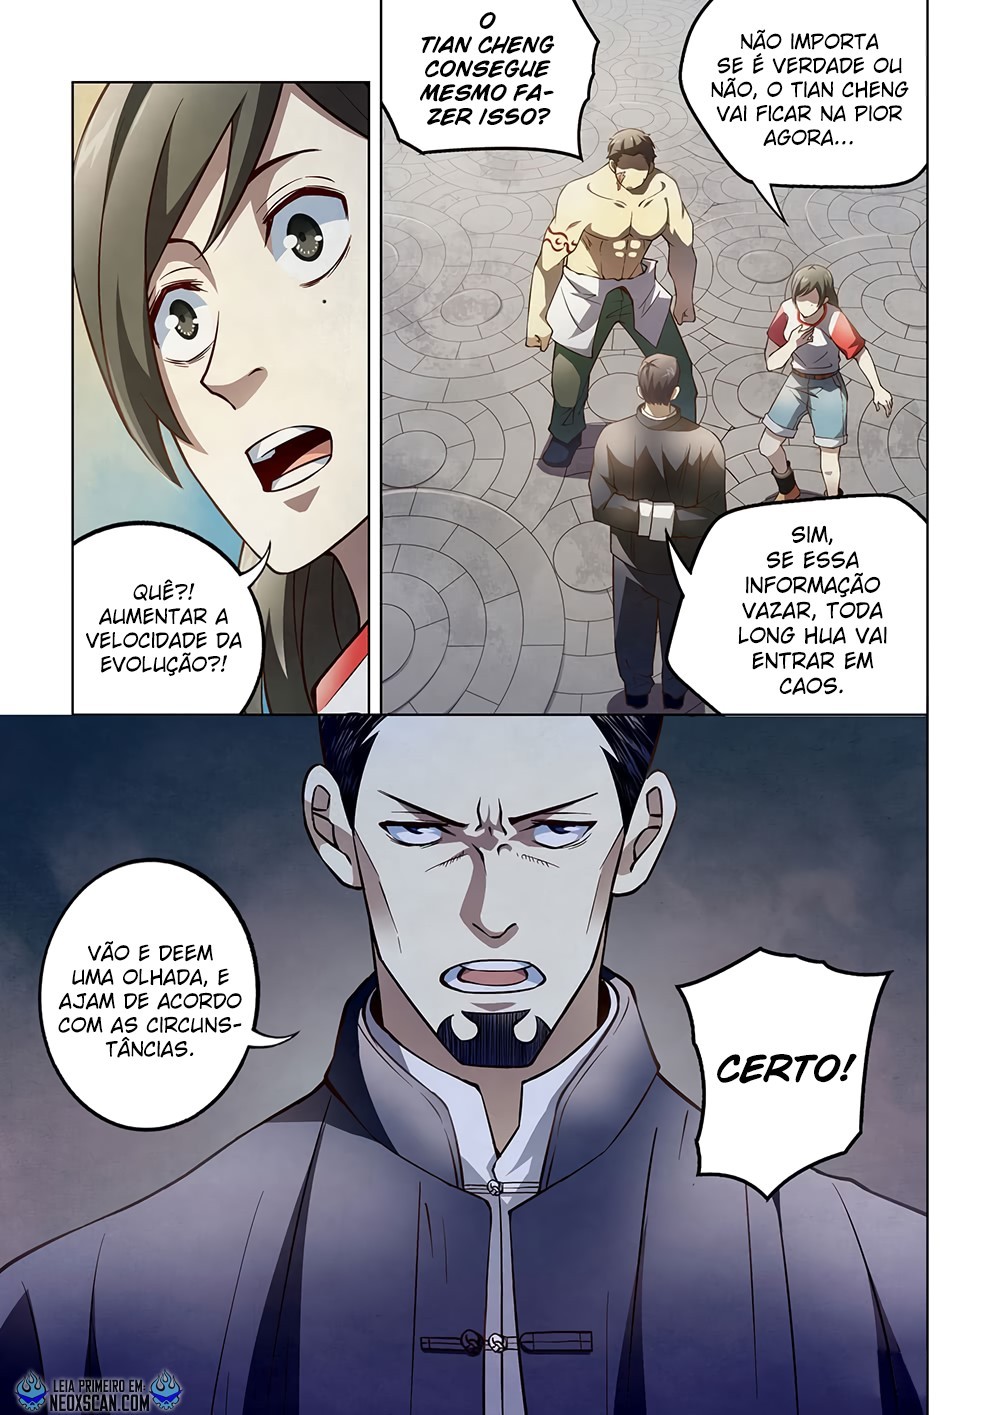 QUÊ?!
AUMENTAR A
VELOCIDADE DA
EVOLUÇÃO?!
O
TIAN CHENG
CONSEGUE
MESMO FA-
ZER ISSO?
NÃO IMPORTA
SE É VERDADE OU
NÃO, O TIAN CHENG
VAI FICAR NA PIOR
AGORA...
SIM,
SE ESSA
INFORMAÇÃO
VAZAR, TODA
LONG HUA VAI
ENTRAR EM
CAOS.
VÃO E DEEM
UMA OLHADA, E
AJAM DE ACORDO
COM AS CIRCUNS-
TÂNCIAS.
CERTO!
LEIA PRIMEIRO EM:
NEOXSCAN.COM